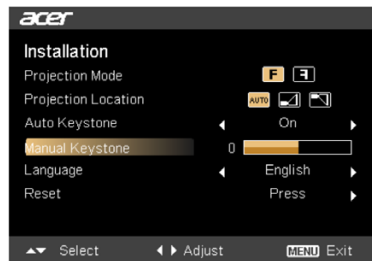 acer
Installation
Projection Mode F F
Projection Location AUTO
Auto Keystone On
Manual Keystone 0
Language English
Reset Press
Select Adjust MENU Exit